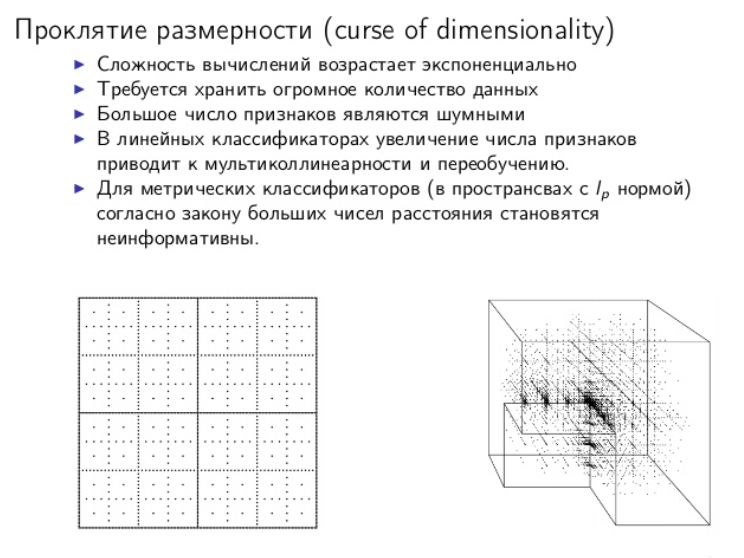 Проклятие размерности (curse of dimensionality)
Сложность вычислений возрастает экспоненциально
Требуется хранить огромное количество данных
Большое число признаков являются шумными
В линейных классификаторах увеличение числа признаков
приводит к мультиколлинеарности и переобучению.
Для метрических классификаторов (в пространсвах с l_p нормой)
согласно закону больших чисел расстояния становятся
неинформативны.